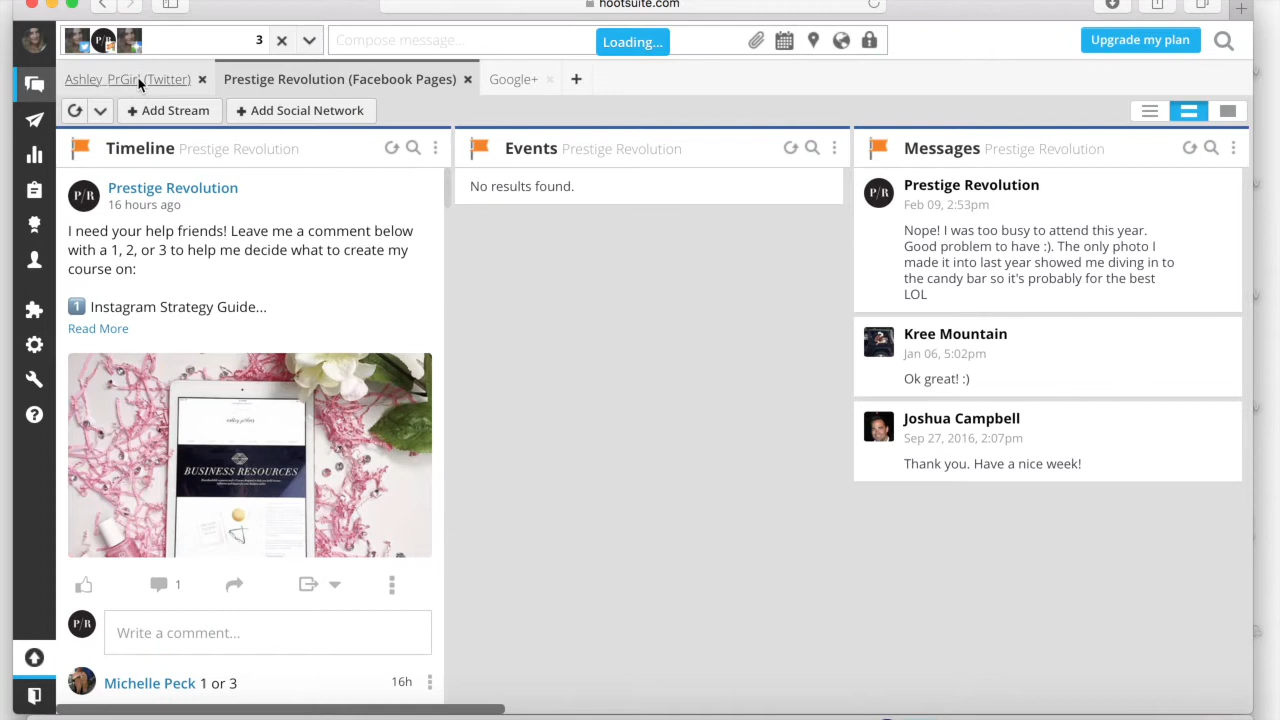 hootsuite.com
3
Compose message...
Loading...
Upgrade my plan
Ashley_PrGirl (Twitter)
Prestige Revolution (Facebook Pages)
Google+
Add Stream
Add Social Network
Timeline Prestige Revolution
Events Prestige Revolution
Messages Prestige Revolution
P/R
Prestige Revolution
16 hours ago
I need your help friends! Leave me a comment below
with a 1, 2, or 3 to help me decide what to create my
course on:
1 Instagram Strategy Guide...
Read More
BUSINESS RESOURCES
1
P/R
Write a comment...
Michelle Peck 1 or 3
16h
No results found.
P/R
Prestige Revolution
Feb 09, 2:53pm
Nope! I was too busy to attend this year.
Good problem to have :). The only photo I
made it into last year showed me diving in to
the candy bar so it's probably for the best
LOL
Kree Mountain
Jan 06, 5:02pm
Ok great! :)
Joshua Campbell
Sep 27, 2016, 2:07pm
Thank you. Have a nice week!